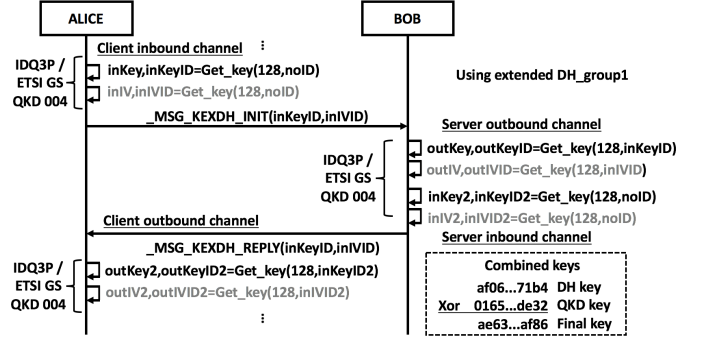 ALICE
BOB
Client inbound channel
⋮
IDQ3P /
ETSI GS
QKD 004
inKey,inKeyID=Get_key(128,noID)
inIV,inIVID=Get_key(128,noID)
Using extended DH_group1
_MSG_KEXDH_INIT(inKeyID,inIVID)
Server outbound channel
IDQ3P /
ETSI GS
QKD 004
outKey,outKeyID=Get_key(128,inKeyID)
outIV,outIVID=Get_key(128,inIVID)
inKey2,inKeyID2=Get_key(128,noID)
inIV2,inIVID2=Get_key(128,noID)
Client outbound channel
Server inbound channel
_MSG_KEXDH_REPLY(inKeyID,inIVID)
IDQ3P /
ETSI GS
QKD 004
outKey2,outKeyID2=Get_key(128,inKeyID2)
outIV2,outIVID2=Get_key(128,inIVID2)
⋮
Combined keys
af06...71b4 DH key
Xor 0165...de32 QKD key
ae63...af86 Final key